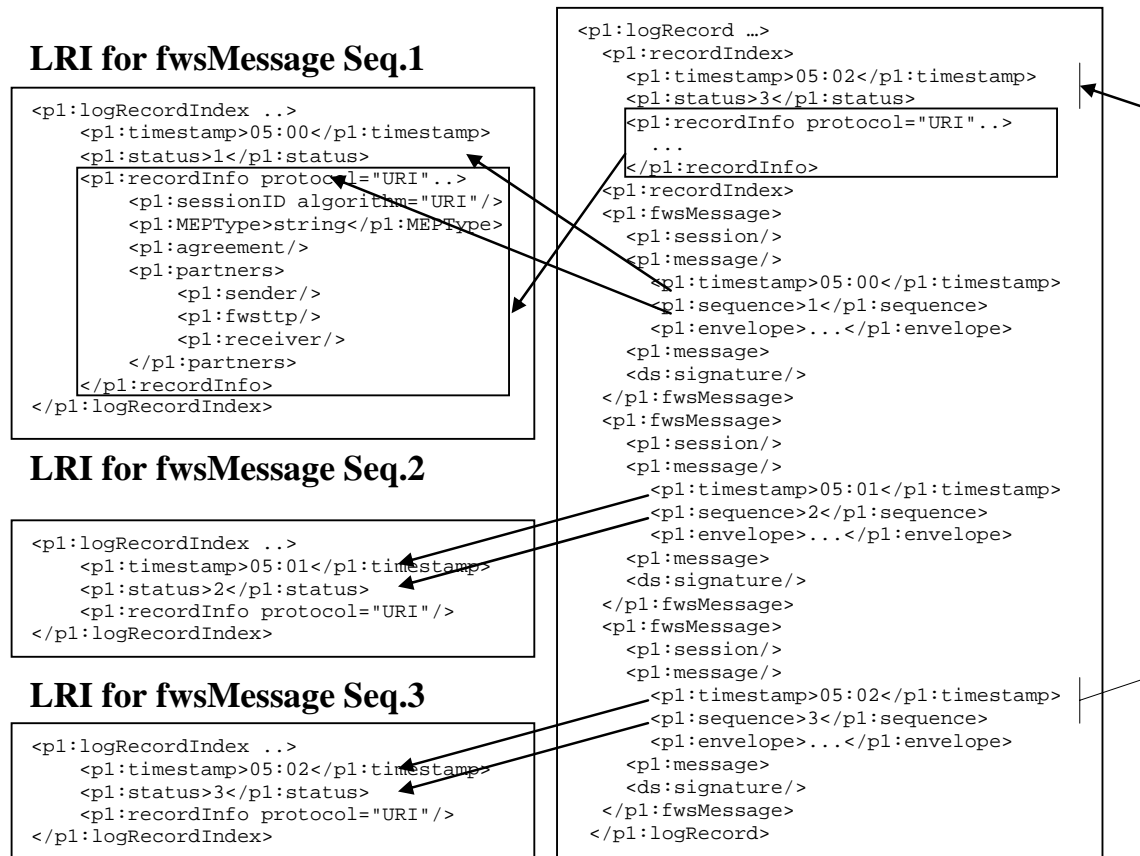 LRI for fwsMessage Seq.1
<p1:logRecordIndex ..>
<p1:timestamp>05:00</p1:timestamp>
<p1:status>1</p1:status>
<p1:recordInfo protocol="URI"..>
<p1:sessionID algorithm="URI"/>
<p1:MEPType>string</p1:MEPType>
<p1:agreement/>
<p1:partners>
<p1:sender/>
<p1:fwsttp/>
<p1:receiver/>
</p1:partners>
</p1:recordInfo>
</p1:logRecordIndex>
LRI for fwsMessage Seq.2
<p1:logRecordIndex ..>
<p1:timestamp>05:01</p1:timestamp>
<p1:status>2</p1:status>
<p1:recordInfo protocol="URI"/>
</p1:logRecordIndex>
LRI for fwsMessage Seq.3
<p1:logRecordIndex ..>
<p1:timestamp>05:02</p1:timestamp>
<p1:status>3</p1:status>
<p1:recordInfo protocol="URI"/>
</p1:logRecordIndex>
<p1:logRecord …>
<p1:recordIndex>
<p1:timestamp>05:02</p1:timestamp>
<p1:status>3</p1:status>
<p1:recordInfo protocol="URI"..>
...
</p1:recordInfo>
<p1:recordIndex>
<p1:fwsMessage>
<p1:session/>
<p1:message/>
<p1:timestamp>05:00</p1:timestamp>
<p1:sequence>1</p1:sequence>
<p1:envelope>...</p1:envelope>
<p1:message>
<ds:signature/>
</p1:fwsMessage>
<p1:fwsMessage>
<p1:session/>
<p1:message/>
<p1:timestamp>05:01</p1:timestamp>
<p1:sequence>2</p1:sequence>
<p1:envelope>...</p1:envelope>
<p1:message>
<ds:signature/>
</p1:fwsMessage>
<p1:fwsMessage>
<p1:session/>
<p1:message/>
<p1:timestamp>05:02</p1:timestamp>
<p1:sequence>3</p1:sequence>
<p1:envelope>...</p1:envelope>
<p1:message>
<ds:signature/>
</p1:fwsMessage>
</p1:logRecord>